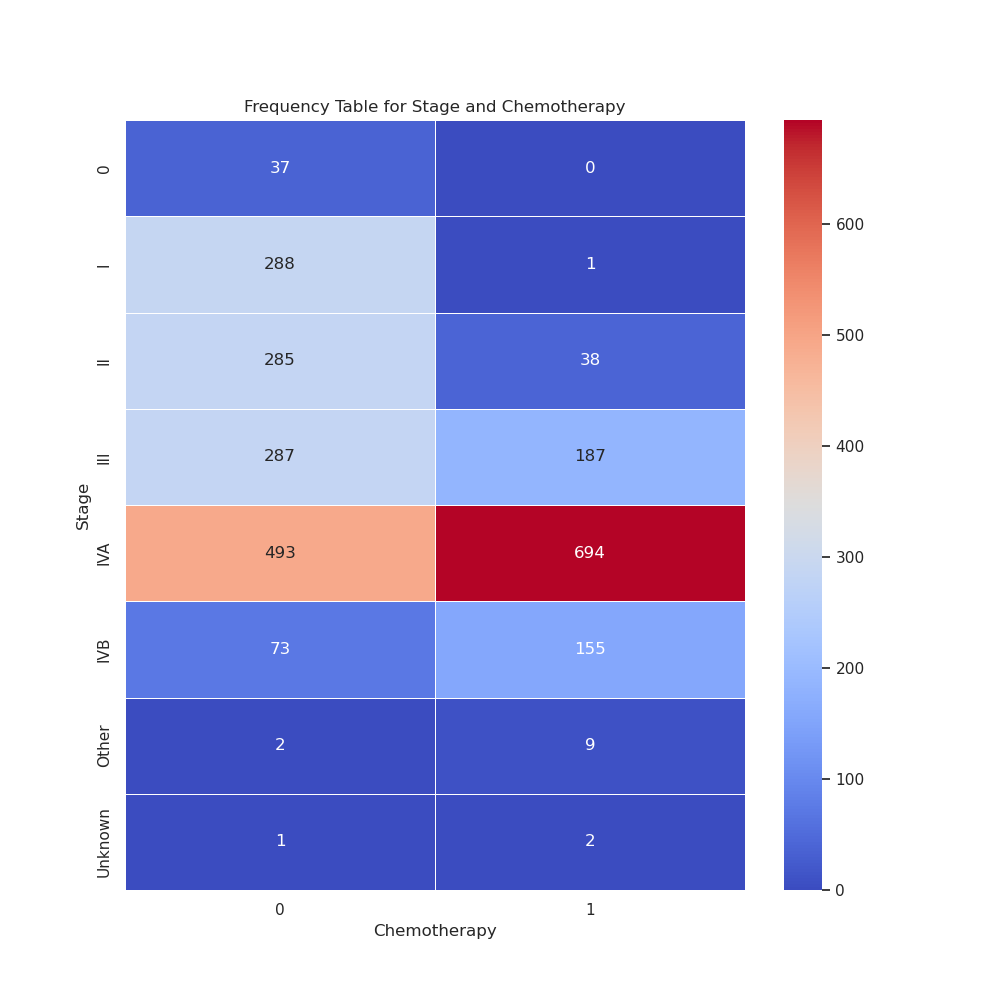 Frequency Table for Stage and Chemotherapy
0 37 0
I 288 1
II 285 38
III 287 187
IVA 493 694
IVB 73 155
Other 2 9
Unknown 1 2
0 1
Chemotherapy
Stage
600
500
400
300
200
100
0